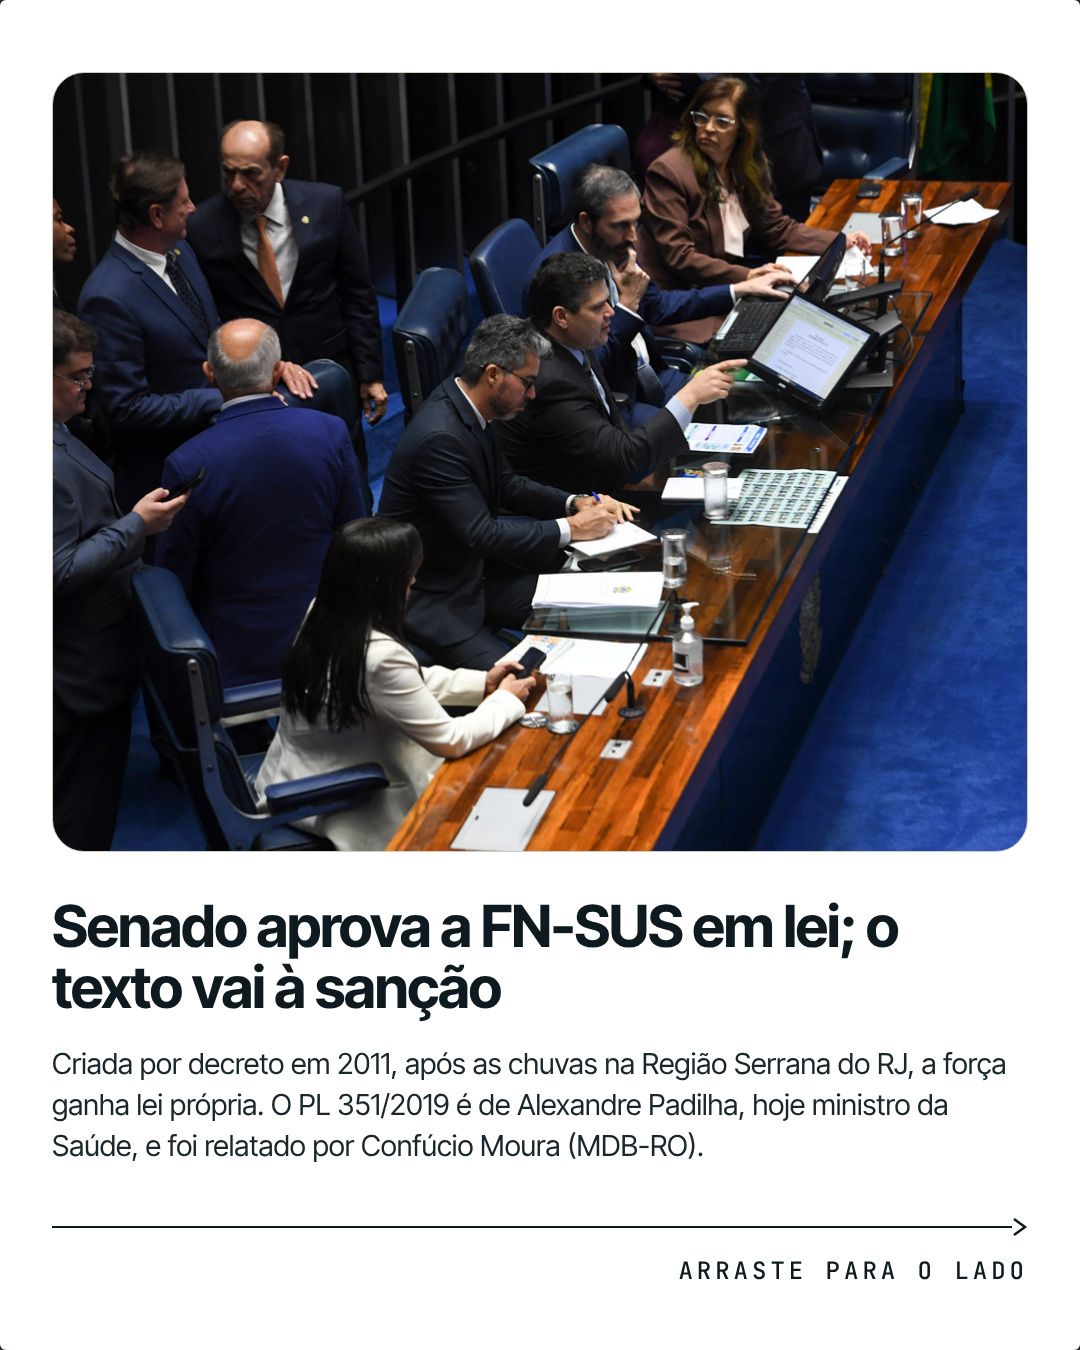 Senado aprova a FN-SUS em lei; o
texto vai à sanção
Criada por decreto em 2011, após as chuvas na Região Serrana do RJ, a força
ganha lei própria. O PL 351/2019 é de Alexandre Padilha, hoje ministro da
Saúde, e foi relatado por Confúcio Moura (MDB-RO).
ARRASTE PARA O LADO